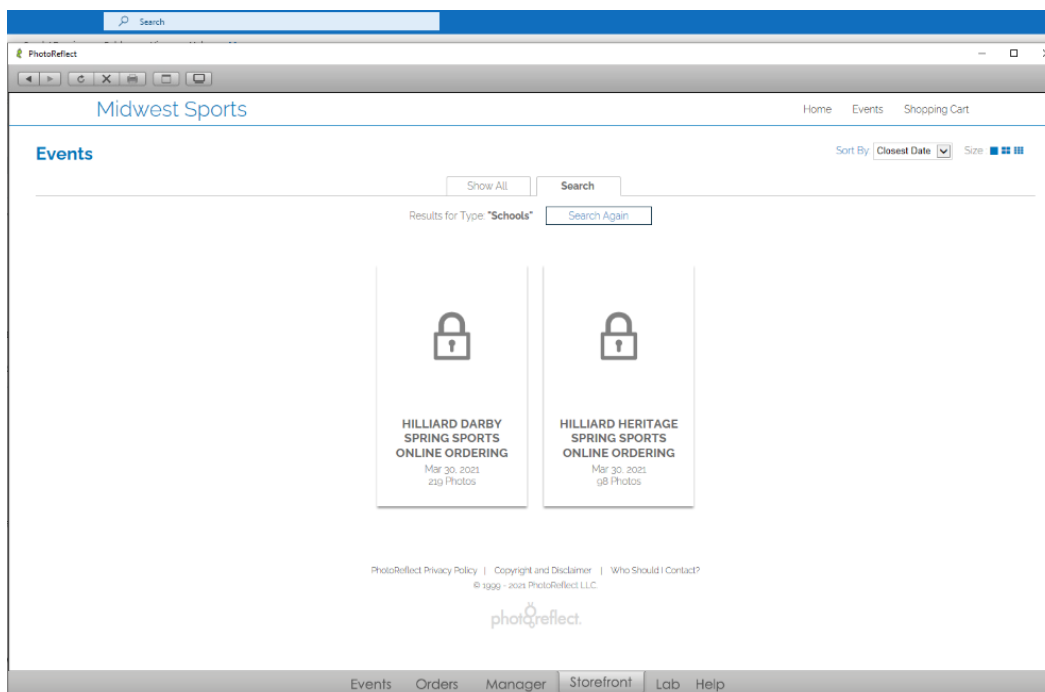 Search
PhotoReflect
Midwest Sports
Home Events Shopping Cart
Events
Sort By: Closest Date Size:
Show All Search
Results for Type: "Schools" Search Again
HILLIARD DARBY
SPRING SPORTS
ONLINE ORDERING
Mar 30, 2021
219 Photos
HILLIARD HERITAGE
SPRING SPORTS
ONLINE ORDERING
Mar 30, 2021
98 Photos
PhotoReflect Privacy Policy | Copyright and Disclaimer | Who Should I Contact?
© 1999 - 2021 PhotoReflect LLC.
photoreflect.
Events Orders Manager Storefront Lab Help